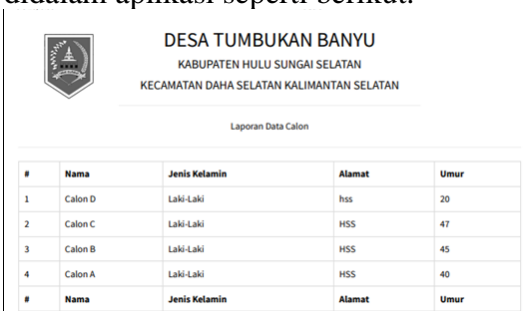 didalam aplikasi seperti berikut.
DESA TUMBUKAN BANYU
KABUPATEN HULU SUNGAI SELATAN
KECAMATAN DAHA SELATAN KALIMANTAN SELATAN
Laporan Data Calon
# Nama Jenis Kelamin Alamat Umur
1 Calon D Laki-Laki hss 20
2 Calon C Laki-Laki HSS 47
3 Calon B Laki-Laki HSS 45
4 Calon A Laki-Laki HSS 40
# Nama Jenis Kelamin Alamat Umur